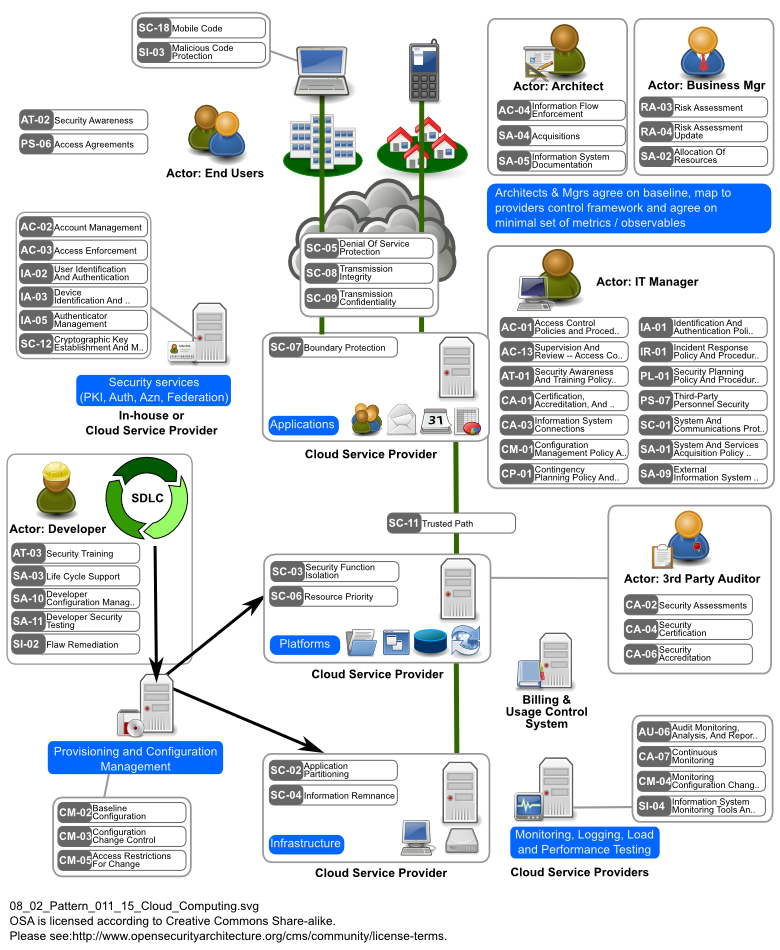 SC-18 Mobile Code
SI-03 Malicious Code
Protection
AT-02 Security Awareness
PS-06 Access Agreements
Actor: End Users
Actor: Architect
AC-04 Information Flow
Enforcement
SA-04 Acquisitions
SA-05 Information System
Documentation
Actor: Business Mgr
RA-03 Risk Assessment
RA-04 Risk Assessment
Update
SA-02 Allocation Of
Resources
Architects & Mgrs agree on baseline, map to
providers control framework and agree on
minimal set of metrics / observables
AC-02 Account Management
AC-03 Access Enforcement
IA-02 User Identification
And Authentication
IA-03 Device
Identification And ..
IA-05 Authenticator
Management
SC-12 Cryptographic Key
Establishment And M..
Security services
(PKI, Auth, Azn, Federation)
In-house or
Cloud Service Provider
SC-05 Denial Of Service
Protection
SC-08 Transmission
Integrity
SC-09 Transmission
Confidentiality
SC-07 Boundary Protection
31
Applications
Cloud Service Provider
Actor: IT Manager
AC-01 Access Control
Policies and Proced..
AC-13 Supervision And
Review -- Access Co..
AT-01 Security Awareness
And Training Policy..
CA-01 Certification,
Accreditation, And ..
CA-03 Information System
Connections
CM-01 Configuration
Management Policy A..
CP-01 Contingency
Planning Policy And..
IA-01 Identification And
Authentication Poli..
IR-01 Incident Response
Policy And Procedur..
PL-01 Security Planning
Policy And Procedur..
PS-07 Third-Party
Personnel Security
SC-01 System And
Communications Prot..
SA-01 System And Services
Acquisition Policy ..
SA-09 External
Information System ..
SDLC
Actor: Developer
AT-03 Security Training
SA-03 Life Cycle Support
SA-10 Developer
Configuration Manag..
SA-11 Developer Security
Testing
SI-02 Flaw Remediation
SC-11 Trusted Path
SC-03 Security Function
Isolation
SC-06 Resource Priority
Platforms
Cloud Service Provider
Actor: 3rd Party Auditor
CA-02 Security Assessments
CA-04 Security
Certification
CA-06 Security
Accreditation
Billing &
Usage Control
System
Provisioning and Configuration
Management
CM-02 Baseline
Configuration
CM-03 Configuration
Change Control
CM-05 Access Restrictions
For Change
SC-02 Application
Partitioning
SC-04 Information Remnance
Infrastructure
Cloud Service Provider
AU-06 Audit Monitoring,
Analysis, And Repor..
CA-07 Continuous
Monitoring
CM-04 Monitoring
Configuration Chang..
SI-04 Information System
Monitoring Tools An..
Monitoring, Logging, Load
and Performance Testing
Cloud Service Providers
08_02_Pattern_011_15_Cloud_Computing.svg
OSA is licensed according to Creative Commons Share-alike.
Please see:http://www.opensecurityarchitecture.org/cms/community/license-terms.